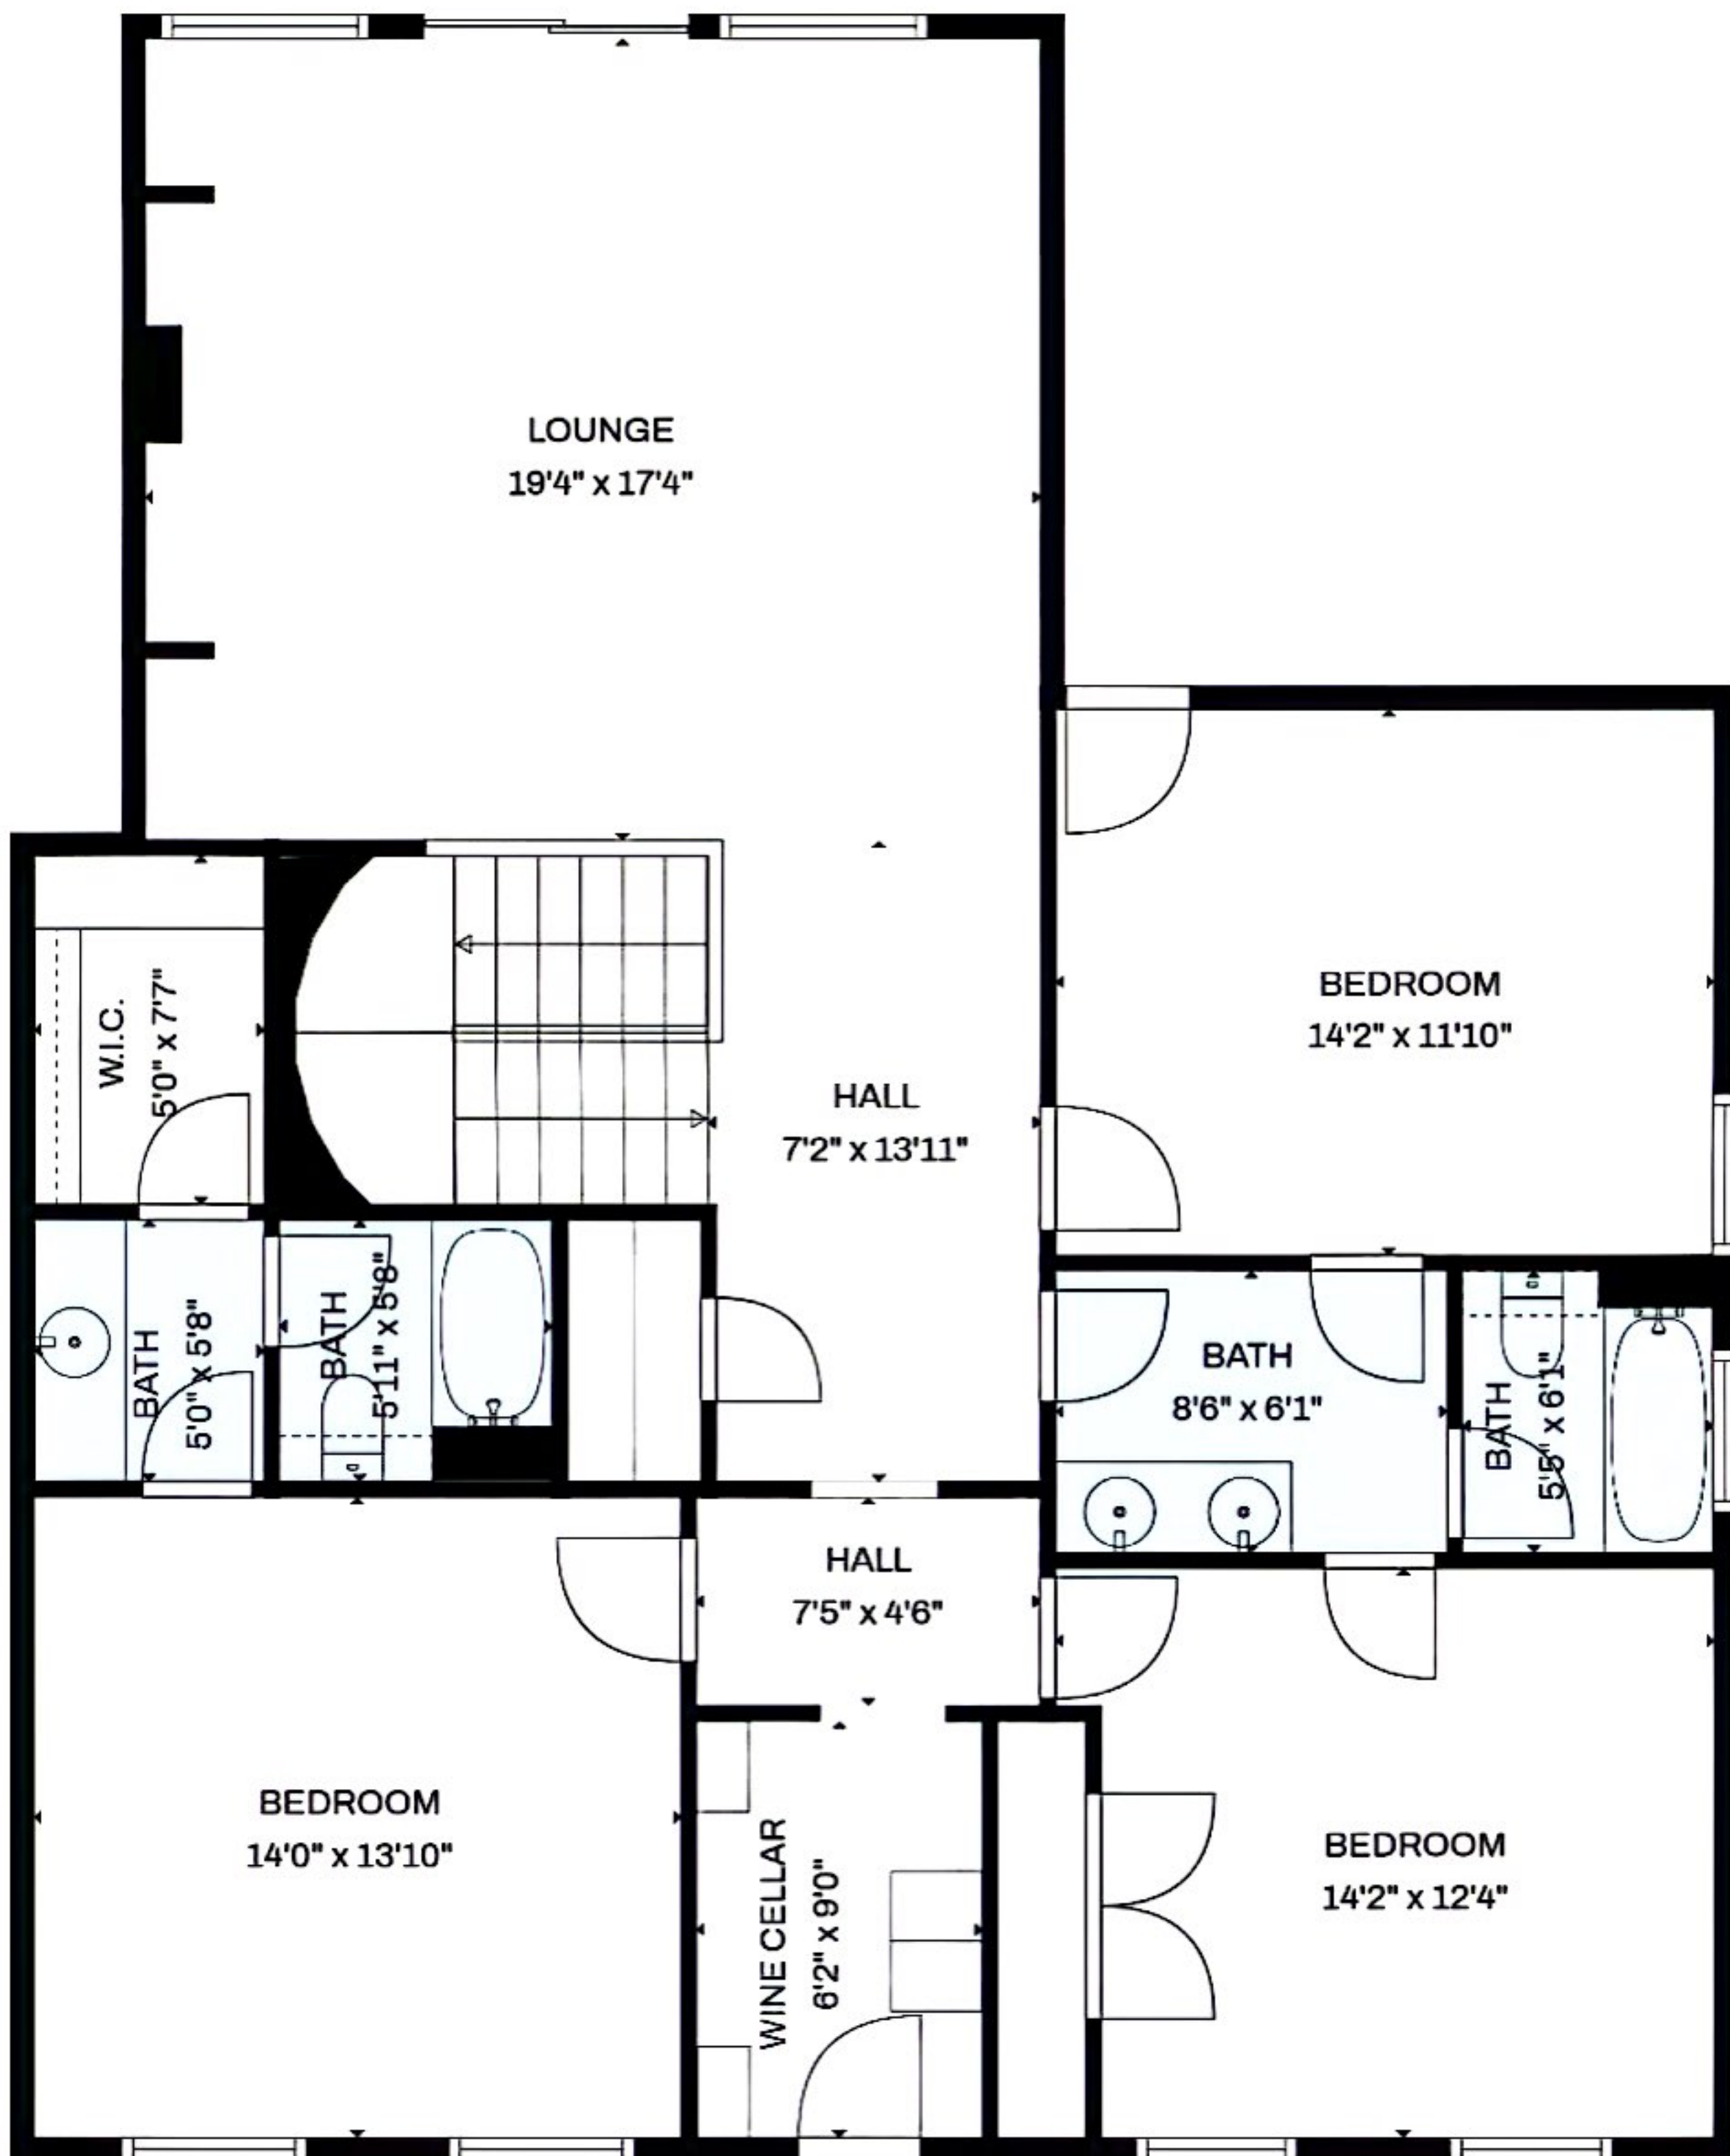 LOUNGE
19'4" x 17'4"
BEDROOM
14'2" x 11'10"
W.I.C.
5'0" x 7'7"
HALL
7'2" x 13'11"
BATH
5'0" x 5'8"
BATH
5'11" x 5'8"
BATH
8'6" x 6'1"
BATH
5'5" x 6'1"
HALL
7'5" x 4'6"
BEDROOM
14'0" x 13'10"
WINE CELLAR
6'2" x 9'0"
BEDROOM
14'2" x 12'4"